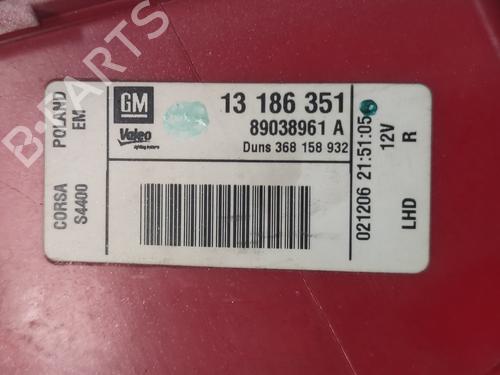 B-PARTS
POLAND
EM
CORSA
S4400
GM
Valeo
13 186 351
89038961 A
Duns 368 158 932
021206 21:51:05
12V
R
LHD